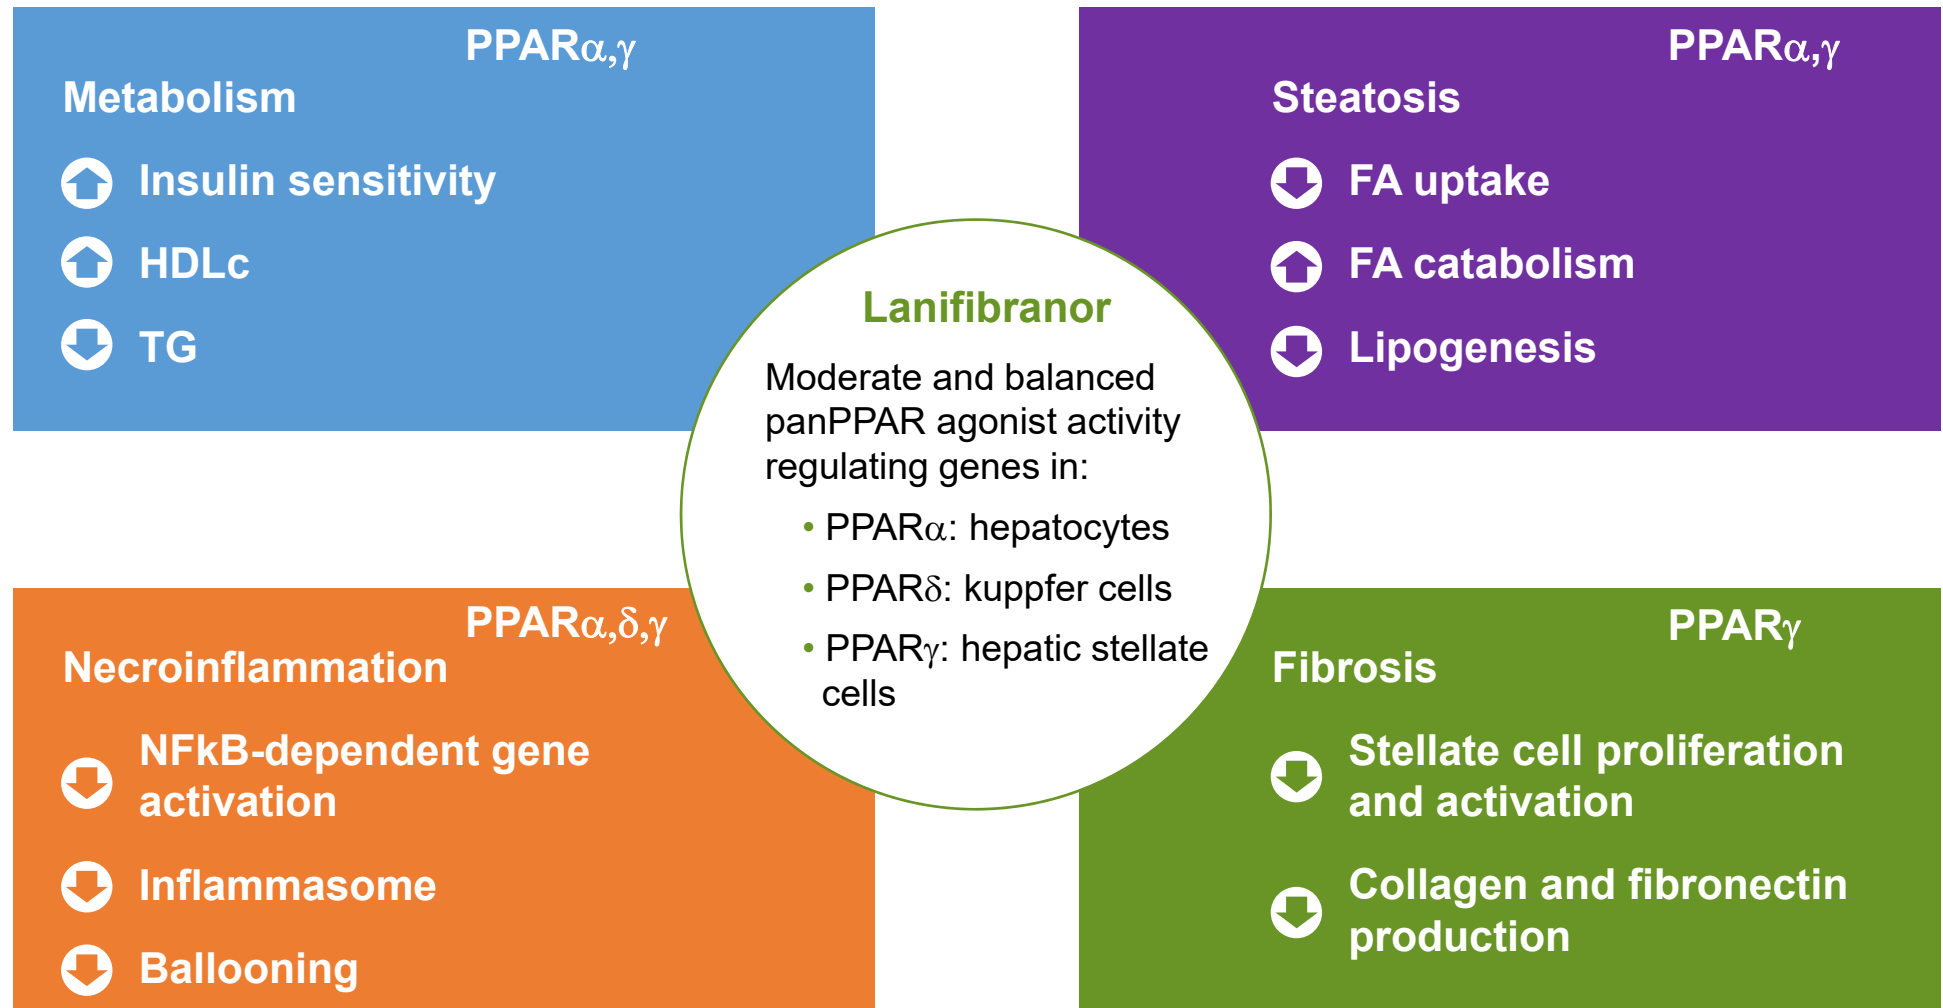 PPARα,γ
Metabolism
Insulin sensitivity
HDLc
TG
PPARα,γ
Steatosis
FA uptake
FA catabolism
Lipogenesis
Lanifibranor
Moderate and balanced
panPPAR agonist activity
regulating genes in:
• PPARα: hepatocytes
• PPARδ: kuppfer cells
• PPARγ: hepatic stellate
cells
PPARα,δ,γ
Necroinflammation
NFkB-dependent gene
activation
Inflammasome
Ballooning
PPARγ
Fibrosis
Stellate cell proliferation
and activation
Collagen and fibronectin
production